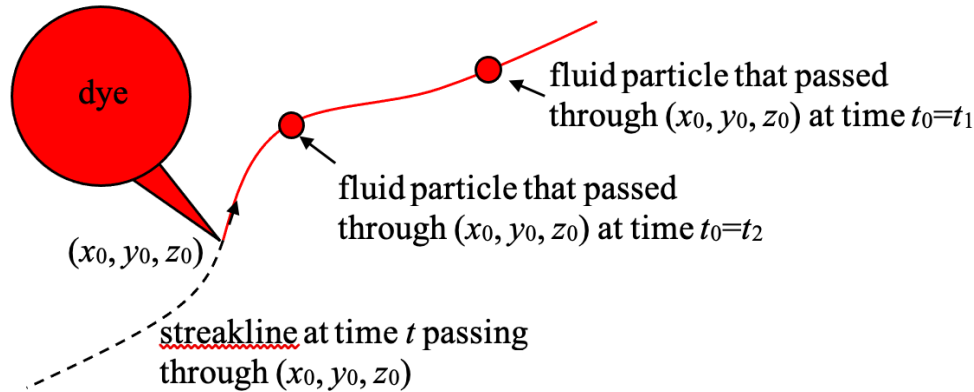 dye
fluid particle that passed
through (x0, y0, z0) at time t0=t1
fluid particle that passed
through (x0, y0, z0) at time t0=t2
(x0, y0, z0)
streakline at time t passing
through (x0, y0, z0)